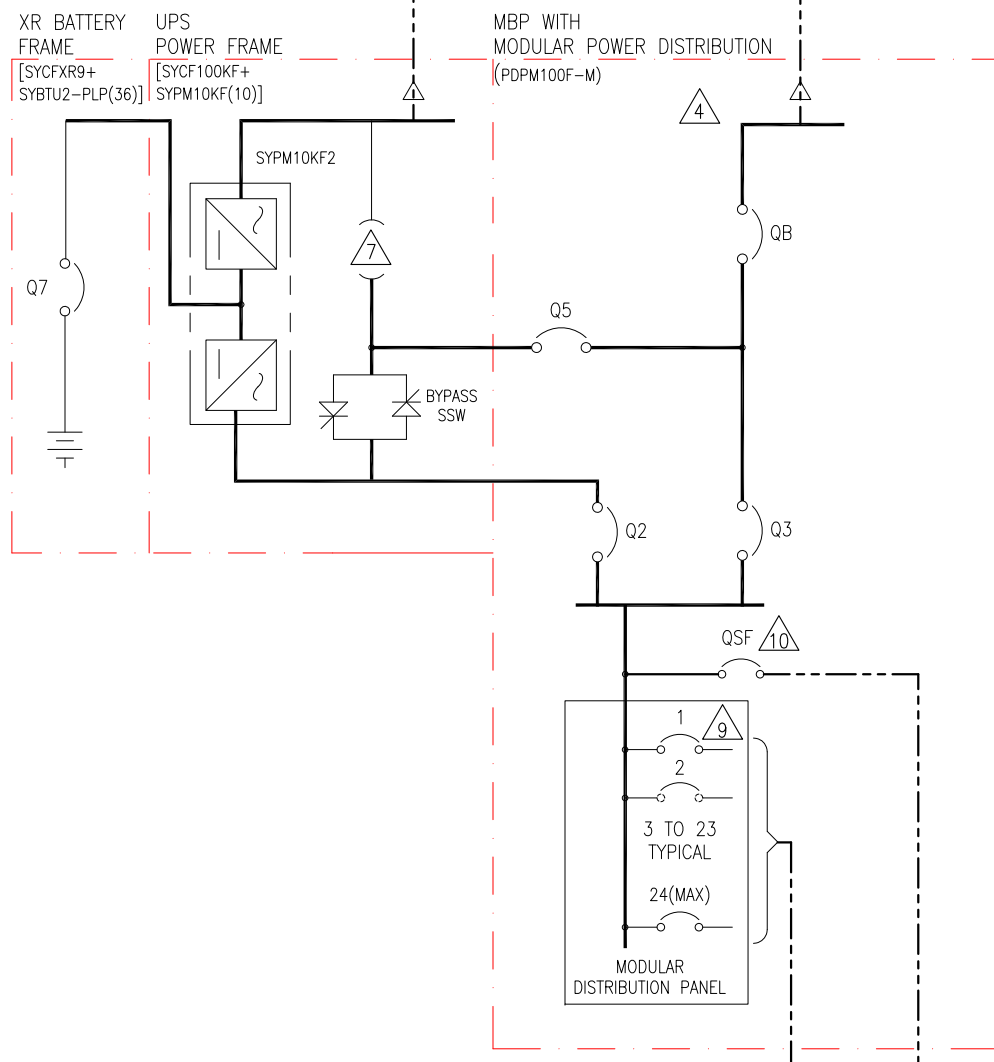 XR BATTERY
FRAME
[SYCFXR9+
SYBTU2-PLP(36)]
UPS
POWER FRAME
[SYCF100KF+
SYPM10KF(10)]
MBP WITH
MODULAR POWER DISTRIBUTION
(PDPM100F-M)
4
SYPM10KF2
QB
7
Q7
Q5
BYPASS
SSW
Q2
Q3
QSF
10
1
9
2
3 TO 23
TYPICAL
24(MAX)
MODULAR
DISTRIBUTION PANEL